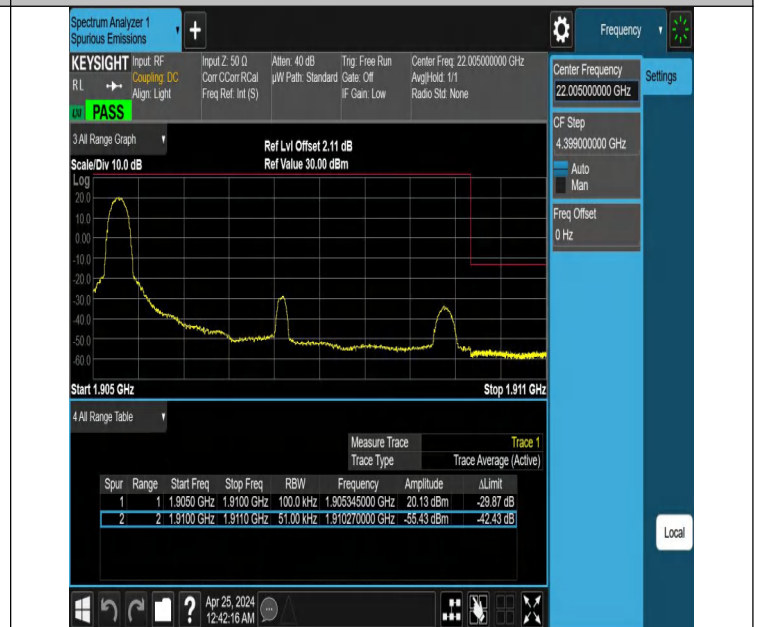 Spectrum Analyzer 1
Spurious Emissions
+
Frequency
KEYSIGHT
RL
Input: RF
Coupling: DC
Align: Light
Input Z: 50 Ω
Corr CCorr RCal
Freq Ref: Int (S)
Atten: 40 dB
µW Path: Standard
Trig: Free Run
Gate: Off
IF Gain: Low
Center Freq: 22.005000000 GHz
Avg|Hold: 1/1
Radio Std: None
LXI PASS
Center Frequency
22.005000000 GHz
Settings
CF Step
4.399000000 GHz
Auto
Man
Freq Offset
0 Hz
3 All Range Graph
Scale/Div 10.0 dB
Ref Lvl Offset 2.11 dB
Ref Value 30.00 dBm
Log
20.0
10.0
0.00
-10.0
-20.0
-30.0
-40.0
-50.0
-60.0
Start 1.905 GHz
Stop 1.911 GHz
4 All Range Table
Measure Trace Trace 1
Trace Type Trace Average (Active)
Spur Range Start Freq Stop Freq RBW Frequency Amplitude ΔLimit
1 1 1.9050 GHz 1.9100 GHz 100.0 kHz 1.905345000 GHz 20.13 dBm -29.87 dB
2 2 1.9100 GHz 1.9110 GHz 51.00 kHz 1.910270000 GHz -55.43 dBm -42.43 dB
Local
?
Apr 25, 2024
12:42:16 AM